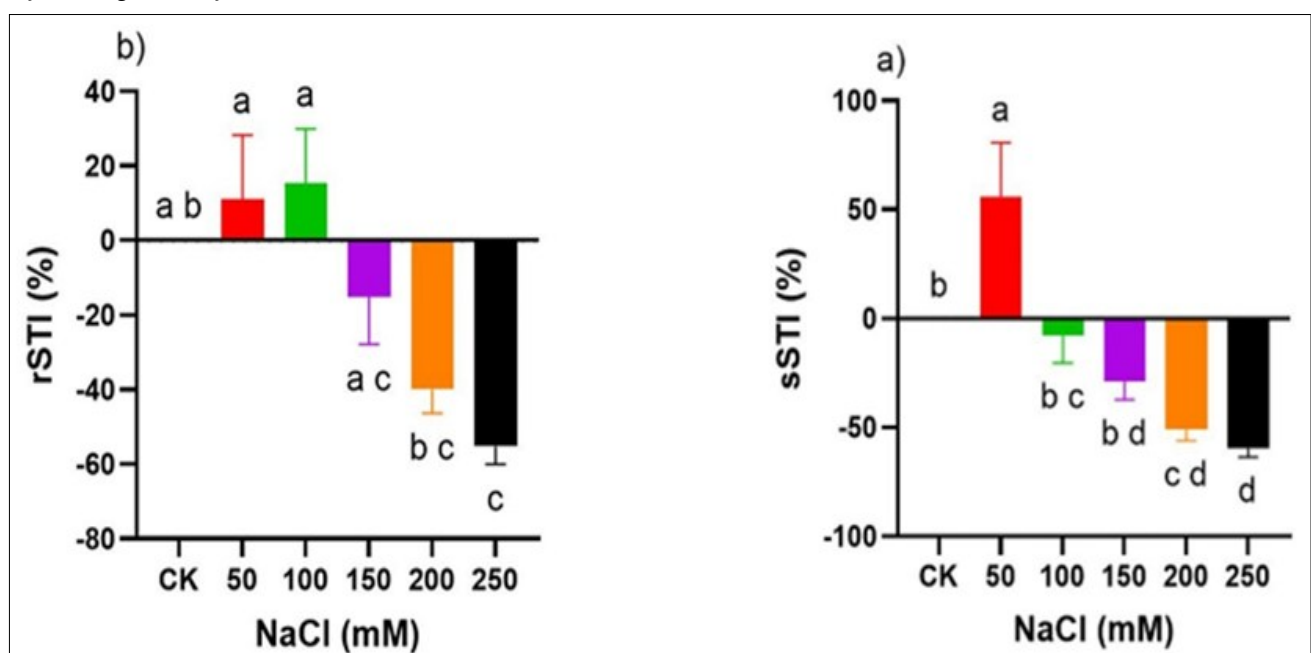 b)
40
20
0
-20
-40
-60
-80
rSTI (%)
a b
a
a
a c
b c
c
CK 50 100 150 200 250
NaCl (mM)
a)
100
50
0
-50
-100
sSTI (%)
b
a
b c
b d
c d
d
CK 50 100 150 200 250
NaCl (mM)